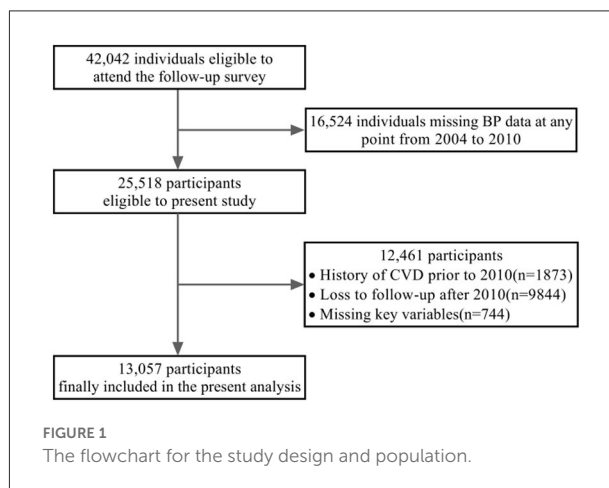 42,042 individuals eligible to
attend the follow-up survey
16,524 individuals missing BP data at any
point from 2004 to 2010
25,518 participants
eligible to present study
12,461 participants
• History of CVD prior to 2010(n=1873)
• Loss to follow-up after 2010(n=9844)
• Missing key variables(n=744)
13,057 participants
finally included in the present analysis
FIGURE 1
The flowchart for the study design and population.